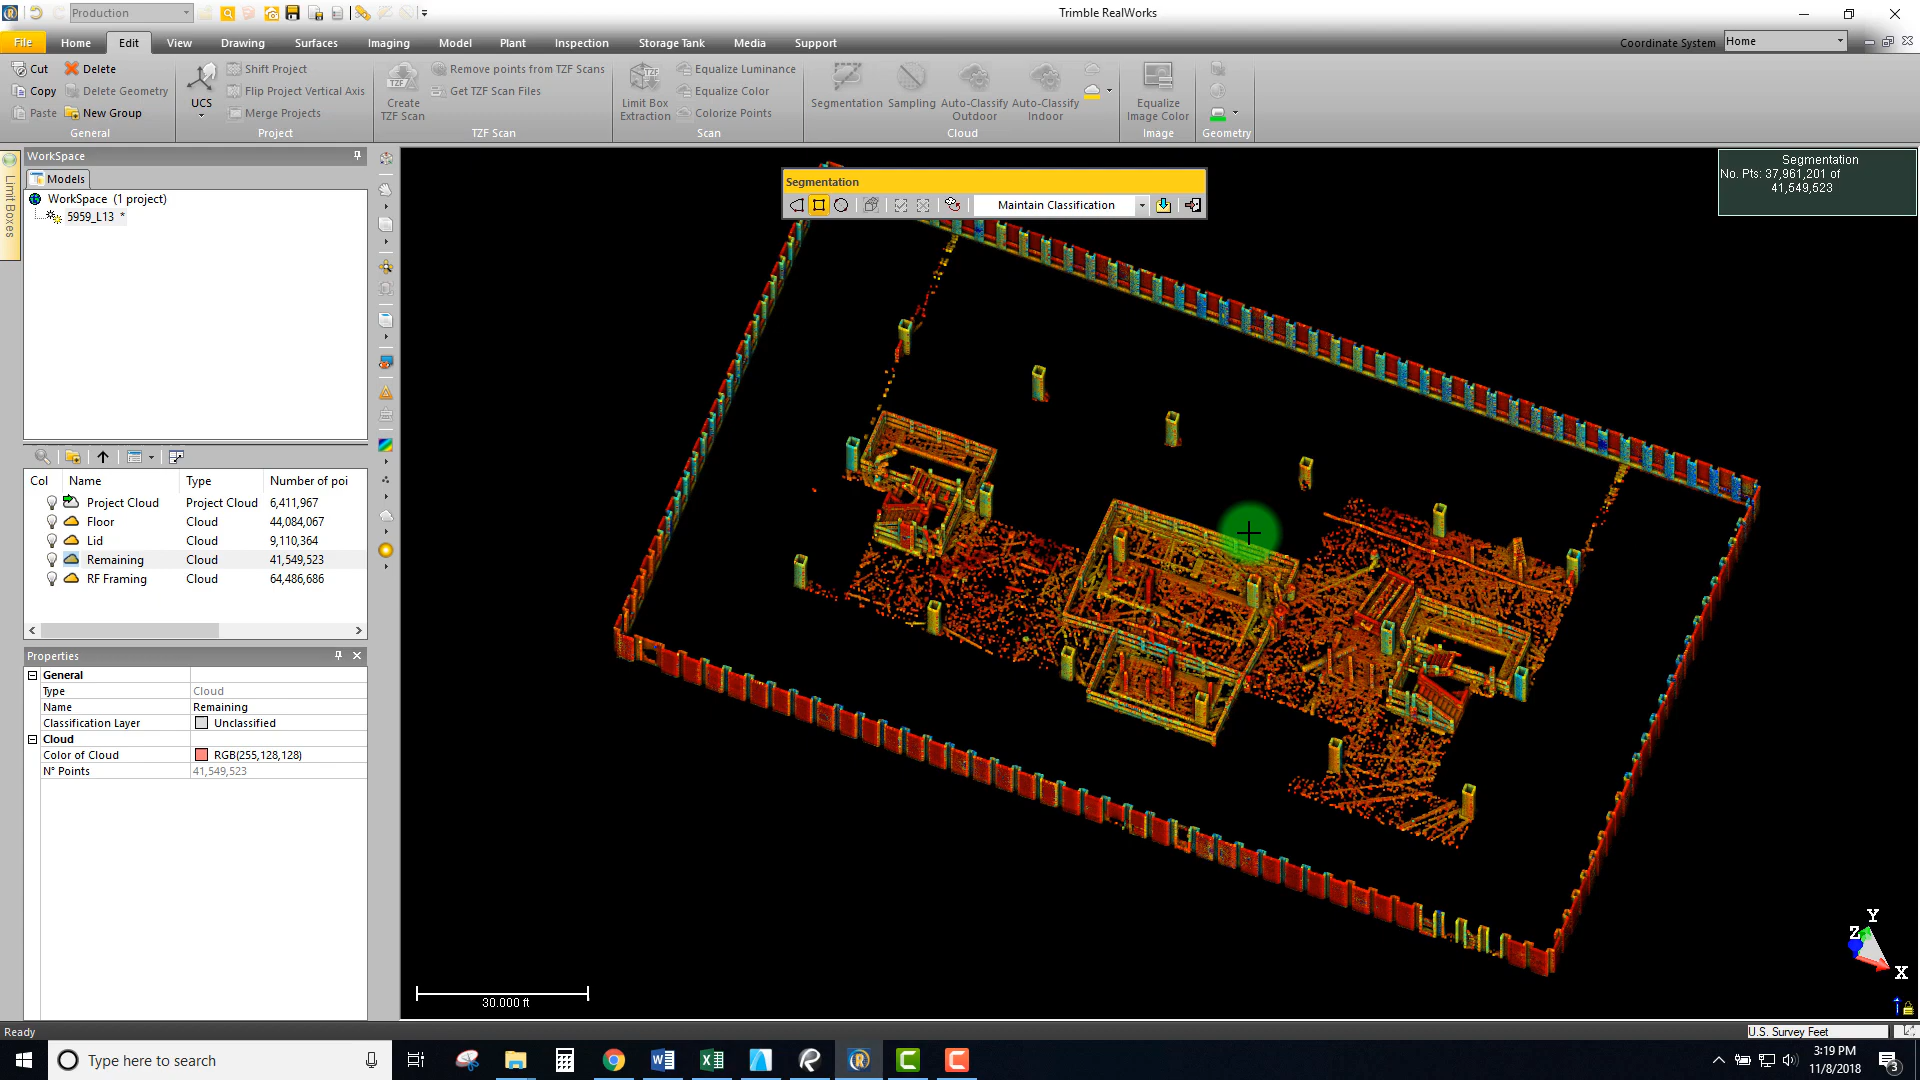 Production
Trimble RealWorks
File
Home
Edit
View
Drawing
Surfaces
Imaging
Model
Plant
Inspection
Storage Tank
Media
Support
Coordinate System
Home
Cut
Delete
Copy
Delete Geometry
Paste
New Group
General
UCS
Shift Project
Flip Project Vertical Axis
Merge Projects
Project
TZF
Create
TZF Scan
Remove points from TZF Scans
Get TZF Scan Files
TZF Scan
TZF
Limit Box
Extraction
Equalize Luminance
Equalize Color
Colorize Points
Scan
Segmentation
Sampling
Auto-Classify
Outdoor
Auto-Classify
Indoor
Cloud
Equalize
Image Color
Image
Geometry
Limit Boxes
WorkSpace
Models
WorkSpace (1 project)
5959_L13 *
Col
Name
Type
Number of poi
Project Cloud
Project Cloud
6,411,967
Floor
Cloud
44,084,067
Lid
Cloud
9,110,364
Remaining
Cloud
41,549,523
RF Framing
Cloud
64,486,686
Properties
General
Type
Cloud
Name
Remaining
Classification Layer
Unclassified
Cloud
Color of Cloud
RGB(255,128,128)
N° Points
41,549,523
Segmentation
Maintain Classification
Segmentation
No. Pts: 37,961,201 of
41,549,523
30.000 ft
Y
Z
X
Ready
U.S. Survey Feet
Type here to search
3:19 PM
11/8/2018
3